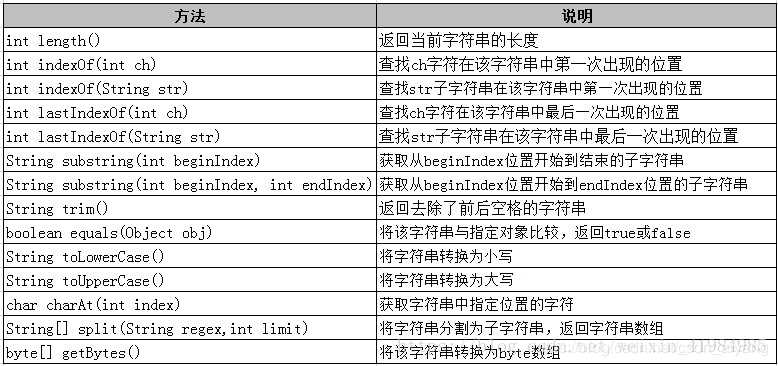 方法 说明
int length() 返回当前字符串的长度
int indexOf(int ch) 查找ch字符在该字符串中第一次出现的位置
int indexOf(String str) 查找str子字符串在该字符串中第一次出现的位置
int lastIndexOf(int ch) 查找ch字符在该字符串中最后一次出现的位置
int lastIndexOf(String str) 查找str子字符串在该字符串中最后一次出现的位置
String substring(int beginIndex) 获取从beginIndex位置开始到结束的子字符串
String substring(int beginIndex, int endIndex) 获取从beginIndex位置开始到endIndex位置的子字符串
String trim() 返回去除了前后空格的字符串
boolean equals(Object obj) 将该字符串与指定对象比较，返回true或false
String toLowerCase() 将字符串转换为小写
String toUpperCase() 将字符串转换为大写
char charAt(int index) 获取字符串中指定位置的字符
String[] split(String regex,int limit) 将字符串分割为子字符串，返回字符串数组
byte[] getBytes() 将该字符串转换为byte数组